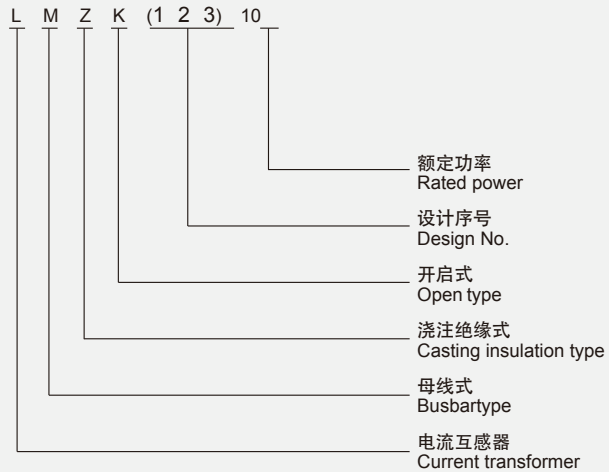 L M Z K (1 2 3) 10
额定功率
Rated power
设计序号
Design No.
开启式
Open type
浇注绝缘式
Casting insulation type
母线式
Busbartype
电流互感器
Current transformer